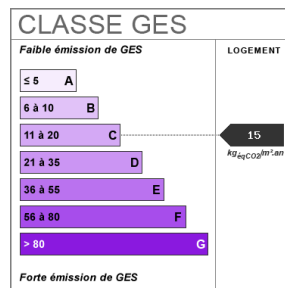 CLASSE GES
Faible émission de GES
LOGEMENT
≤ 5 A
6 à 10 B
11 à 20 C
15
kgéqCO2/m².an
21 à 35 D
36 à 55 E
56 à 80 F
> 80 G
Forte émission de GES